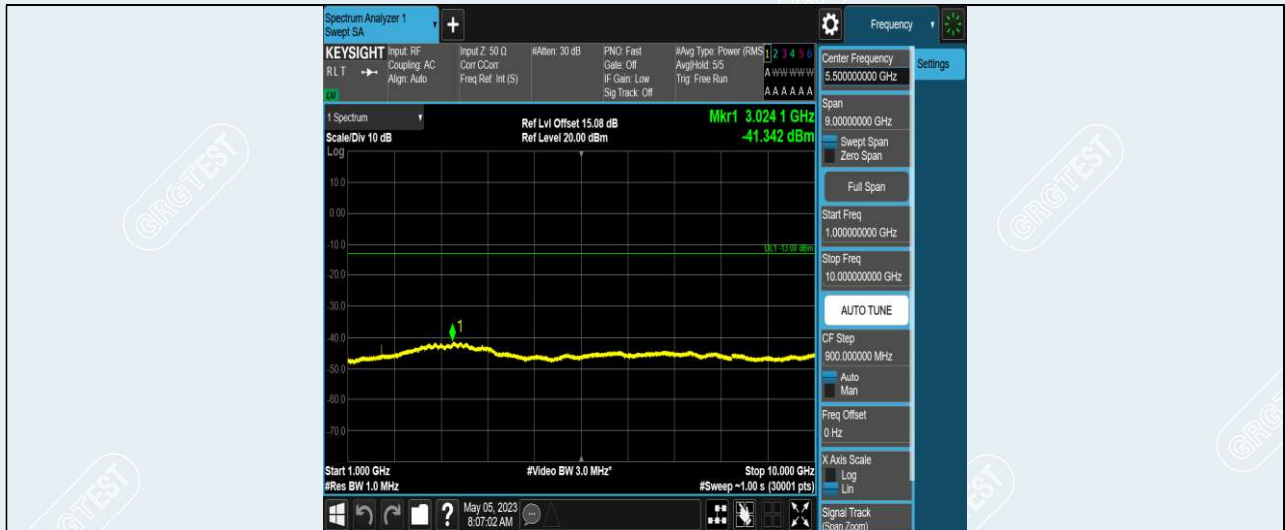 Spectrum Analyzer 1
Swept SA
+
Frequency
KEYSIGHT
RLT
Input: RF
Coupling: AC
Align: Auto
Input Z: 50 Ω
Corr CCorr
Freq Ref: Int (S)
#Atten: 30 dB
PNO: Fast
Gate: Off
IF Gain: Low
Sig Track: Off
#Avg Type: Power (RMS
Avg|Hold: 5/5
Trig: Free Run
1 2 3 4 5 6
A W W W W W
A A A A A A
1 Spectrum
Scale/Div 10 dB
Log
Ref Lvl Offset 15.08 dB
Ref Level 20.00 dBm
Mkr1 3.024 1 GHz
-41.342 dBm
10.0
0.00
-10.0
DL1 -13.00 dBm
-20.0
-30.0
1
-40.0
-50.0
-60.0
-70.0
Start 1.000 GHz
#Video BW 3.0 MHz*
Stop 10.000 GHz
#Res BW 1.0 MHz
#Sweep ~1.00 s (30001 pts)
?
May 05, 2023
8:07:02 AM
Center Frequency
5.500000000 GHz
Settings
Span
9.00000000 GHz
Swept Span
Zero Span
Full Span
Start Freq
1.000000000 GHz
Stop Freq
10.000000000 GHz
AUTO TUNE
CF Step
900.000000 MHz
Auto
Man
Freq Offset
0 Hz
X Axis Scale
Log
Lin
Signal Track
(Span Zoom)
GRGTEST
GRGTEST
GRGTEST
GRGTEST